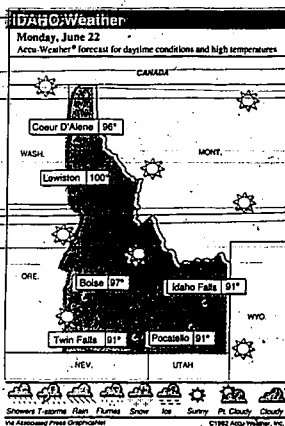 IDAHO Weather
Monday, June 22
Accu-Weather® forecast for daytime conditions and high temperatures
CANADA
Coeur D'Alene 96°
WASH.
MONT.
Lewiston 100°
ORE.
Boise 97°
Idaho Falls 91°
WYO.
Twin Falls 91°
Pocatello 91°
NEV.
UTAH
Showers T-storms Rain Flurries Snow Ice Sunny Pt. Cloudy Cloudy
Via Associated Press GraphicsNet
©1992 Accu-Weather, Inc.